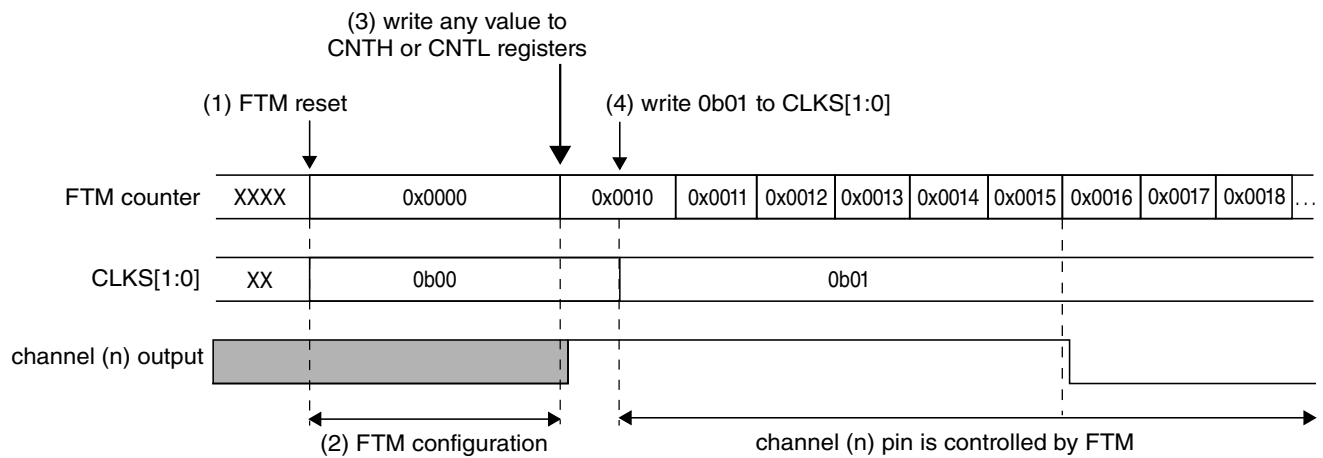 (3) write any value to
CNTH or CNTL registers
(1) FTM reset
(4) write 0b01 to CLKS[1:0]
FTM counter XXXX 0x0000 0x0010 0x0011 0x0012 0x0013 0x0014 0x0015 0x0016 0x0017 0x0018 ...
CLKS[1:0] XX 0b00 0b01
channel (n) output
(2) FTM configuration channel (n) pin is controlled by FTM